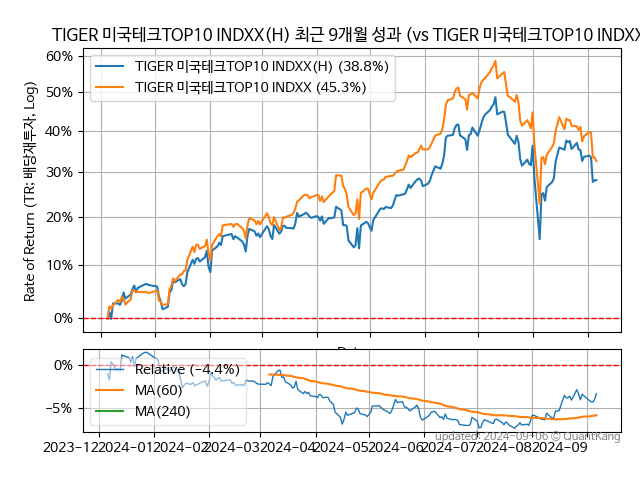 TIGER 미국테크TOP10 INDXX(H) 최근 9개월 성과 (vs TIGER 미국테크TOP10 INDXX
60%
50%
40%
30%
20%
10%
0%
Rate of Return (TR: 배당재투자, Log)
TIGER 미국테크TOP10 INDXX(H) (38.8%)
TIGER 미국테크TOP10 INDXX (45.3%)
0%
−5%
Relative (−4.4%)
MA(60)
MA(240)
updated: 2024-09-06 © QuantKang
2023−12 2024−01 2024−02 2024−03 2024−04 2024−05 2024−06 2024−07 2024−08 2024−09